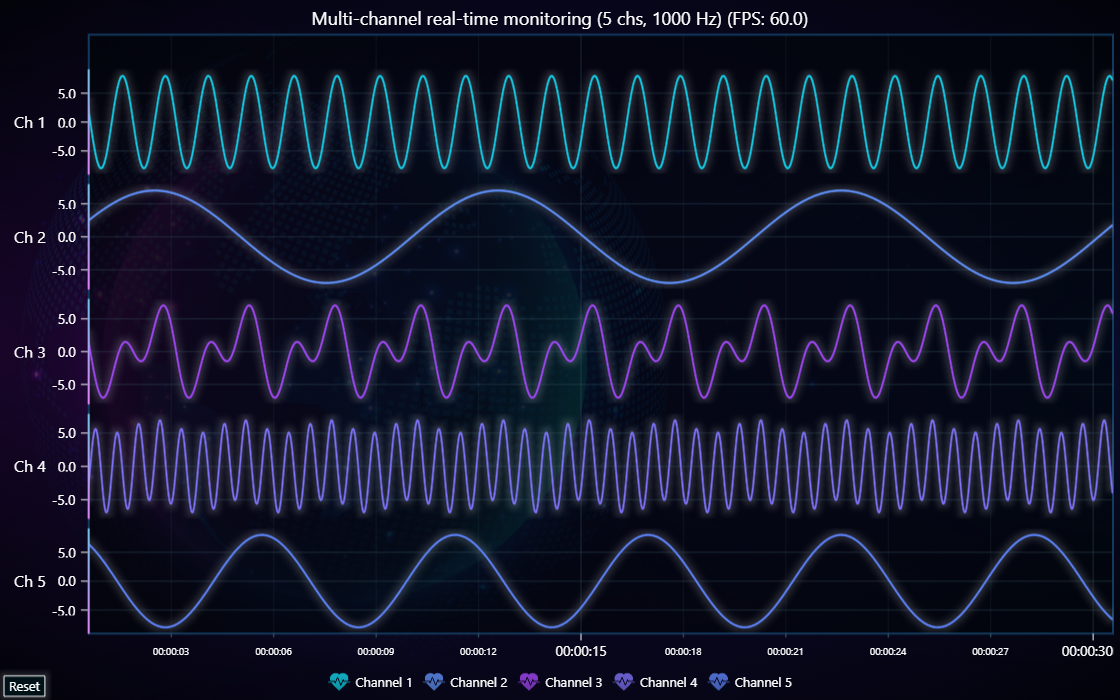 Multi-channel real-time monitoring (5 chs, 1000 Hz) (FPS: 60.0)
5.0
Ch 1 0.0
-5.0
5.0
Ch 2 0.0
-5.0
5.0
Ch 3 0.0
-5.0
5.0
Ch 4 0.0
-5.0
5.0
Ch 5 0.0
-5.0
00:00:03 00:00:06 00:00:09 00:00:12 00:00:15 00:00:18 00:00:21 00:00:24 00:00:27 00:00:30
Channel 1 Channel 2 Channel 3 Channel 4 Channel 5
Reset